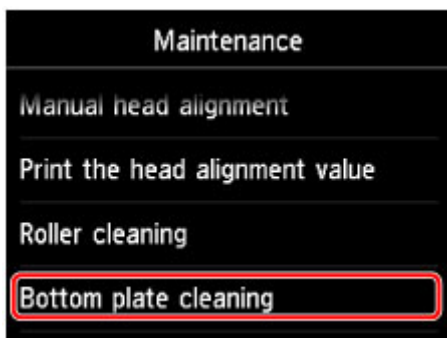 Maintenance
Manual head alignment
Print the head alignment value
Roller cleaning
Bottom plate cleaning